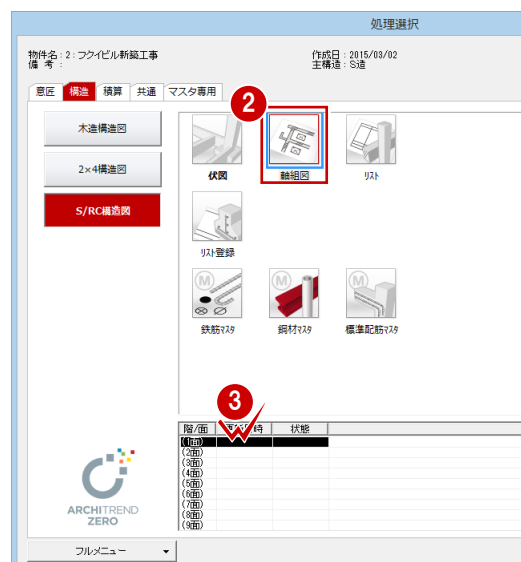 処理選択
物件名：2：フクイビル新築工事
備 考：
作成日：2015/03/02
主構造：S造
意匠 構造 積算 共通 マスタ専用
2
木造構造図
2×4構造図
S/RC構造図
伏図 軸組図 リスト
リスト登録
M M M
鉄筋マスタ 鋼材マスタ 標準配筋マスタ
3
階/面 時 状態
(1面)
(2面)
(3面)
(4面)
(5面)
(6面)
(7面)
(8面)
(9面)
ARCHITREND
ZERO
フルメニュー